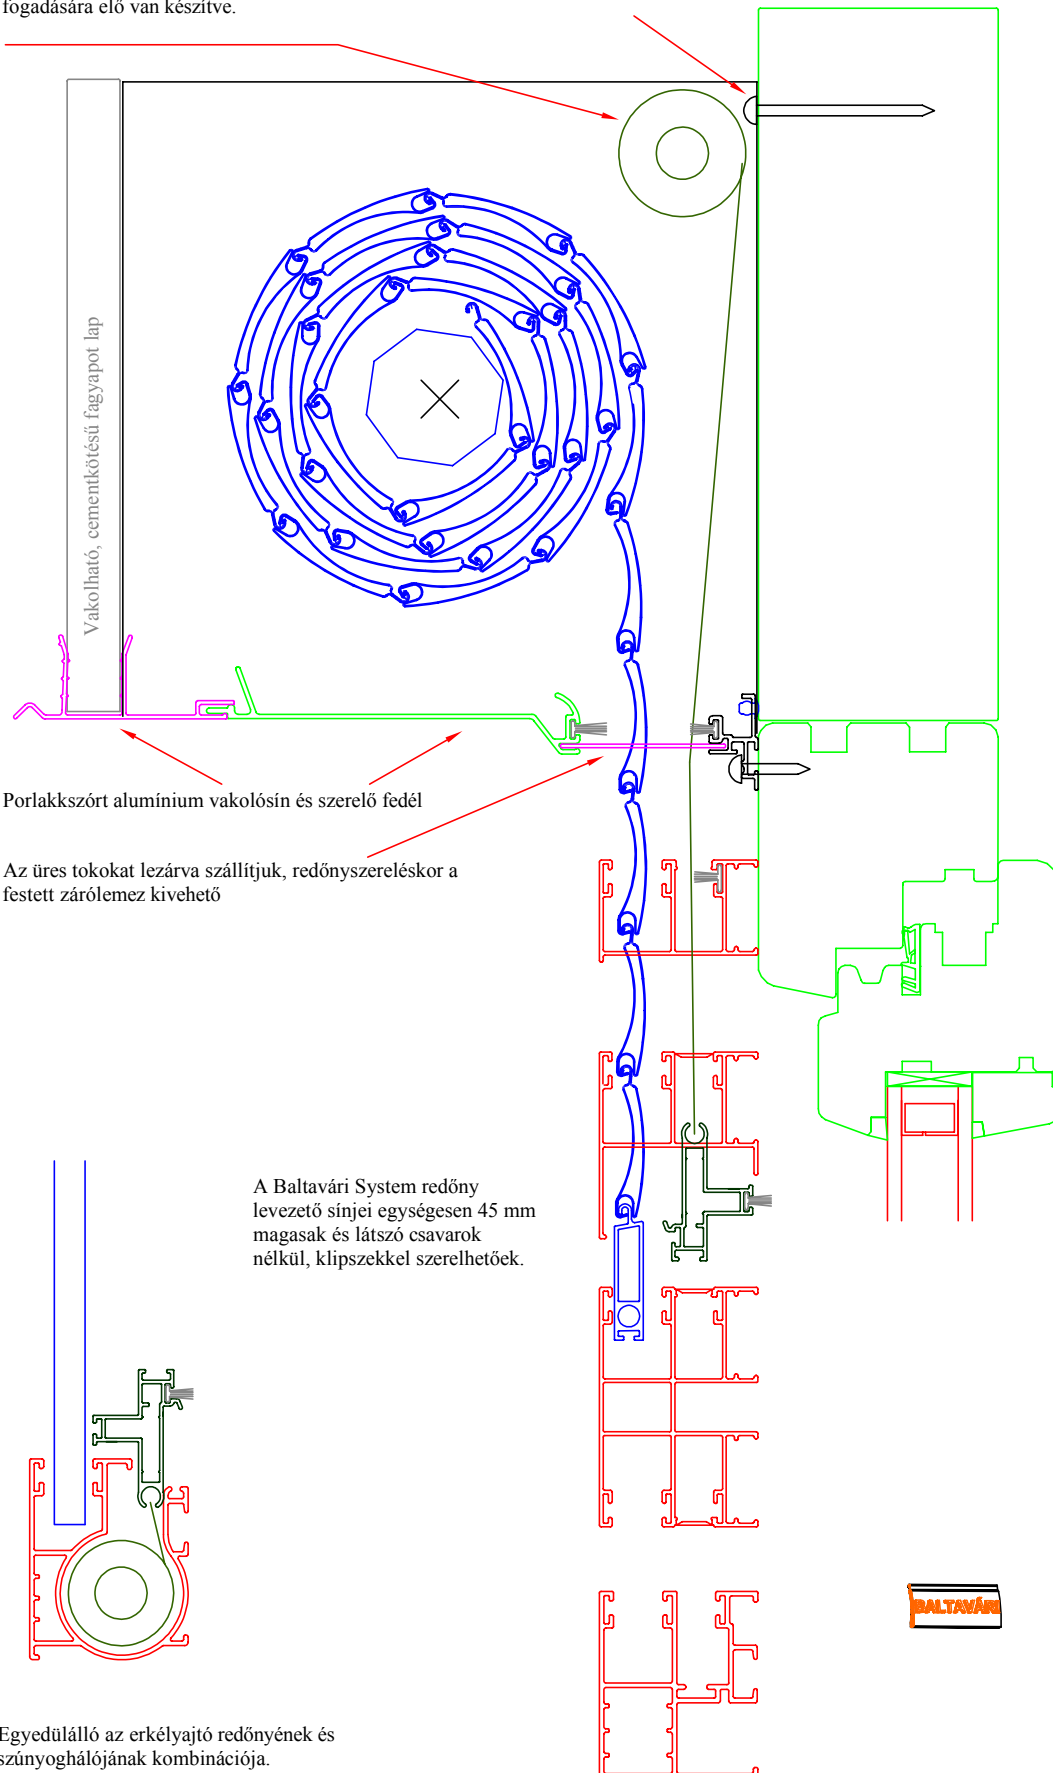 fogadására elő van készítve.
Vakolható, cementkötésű fagyapot lap
Porlakkszórt alumínium vakolósín és szerelő fedél
Az üres tokokat lezárva szállítjuk, redőnyszereléskor a
festett zárólemez kivehető
A Baltavári System redőny
levezető sínjei egységesen 45 mm
magasak és látszó csavarok
nélkül, klipszekkel szerelhetőek.
BALTAVÁRI
Egyedülálló az erkélyajtó redőnyének és
szúnyoghálójának kombinációja.